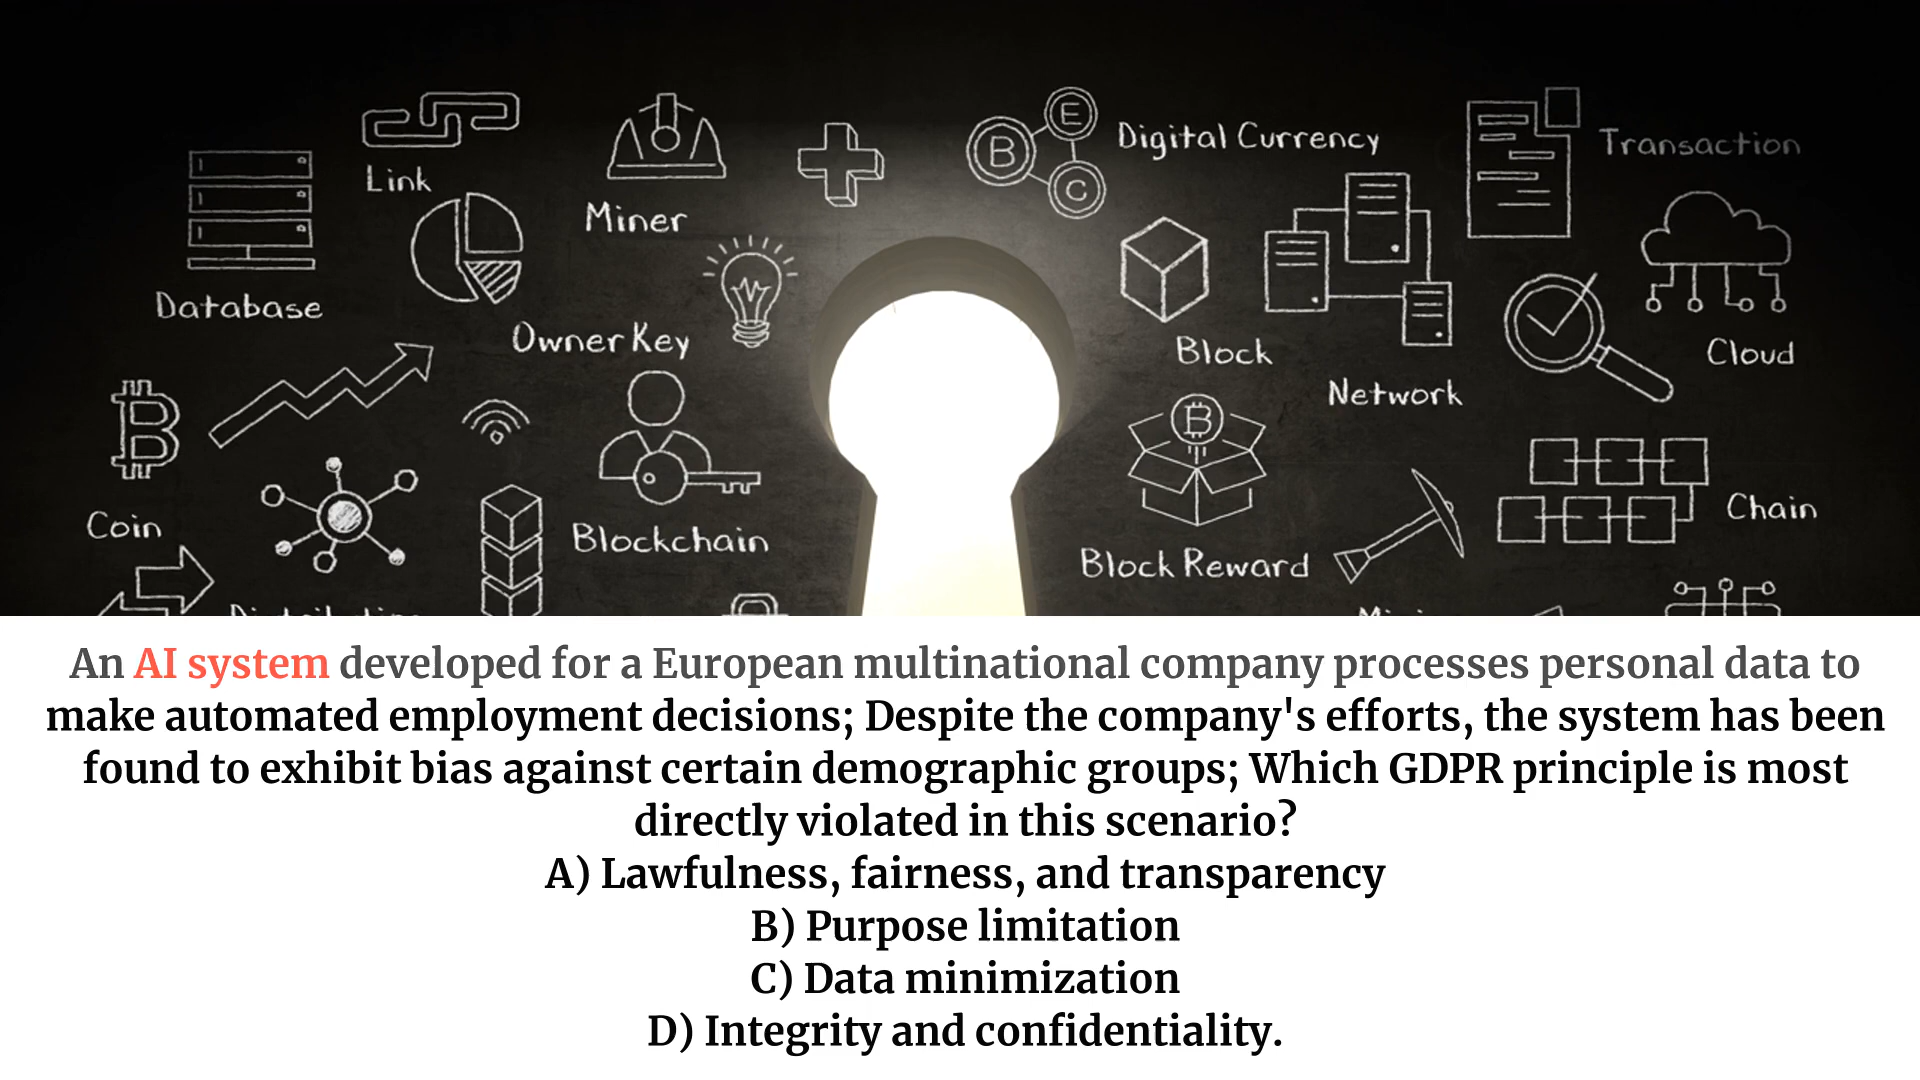 Link
Miner
Digital Currency
Transaction
Database
Owner Key
Block
Cloud
Network
Coin
Blockchain
Block Reward
Chain
B
E
C
An AI system developed for a European multinational company processes personal data to
make automated employment decisions; Despite the company's efforts, the system has been
found to exhibit bias against certain demographic groups; Which GDPR principle is most
directly violated in this scenario?
A) Lawfulness, fairness, and transparency
B) Purpose limitation
C) Data minimization
D) Integrity and confidentiality.